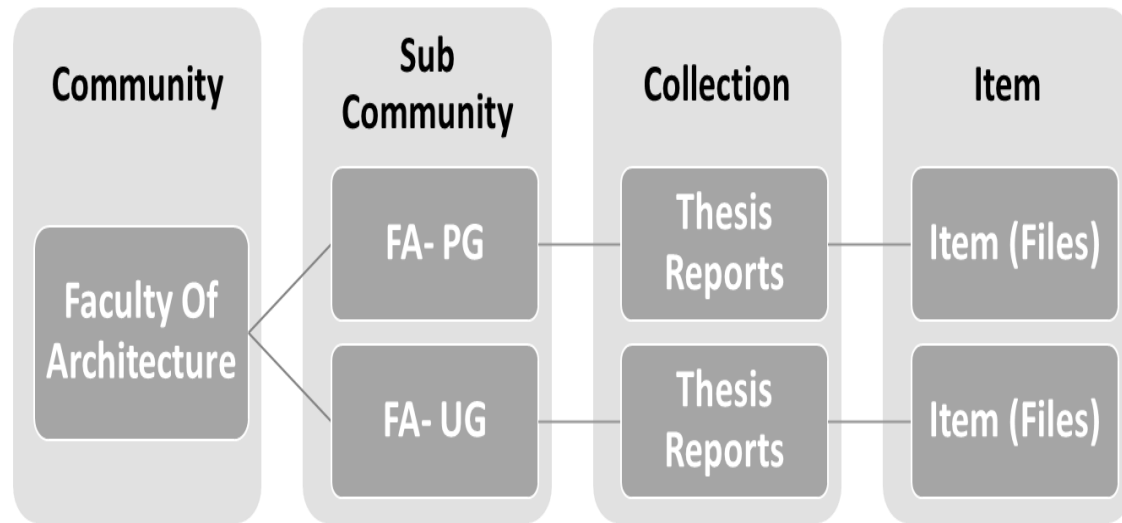 Community
Sub
Community
Collection
Item
Faculty Of
Architecture
FA- PG
Thesis
Reports
Item (Files)
FA- UG
Thesis
Reports
Item (Files)